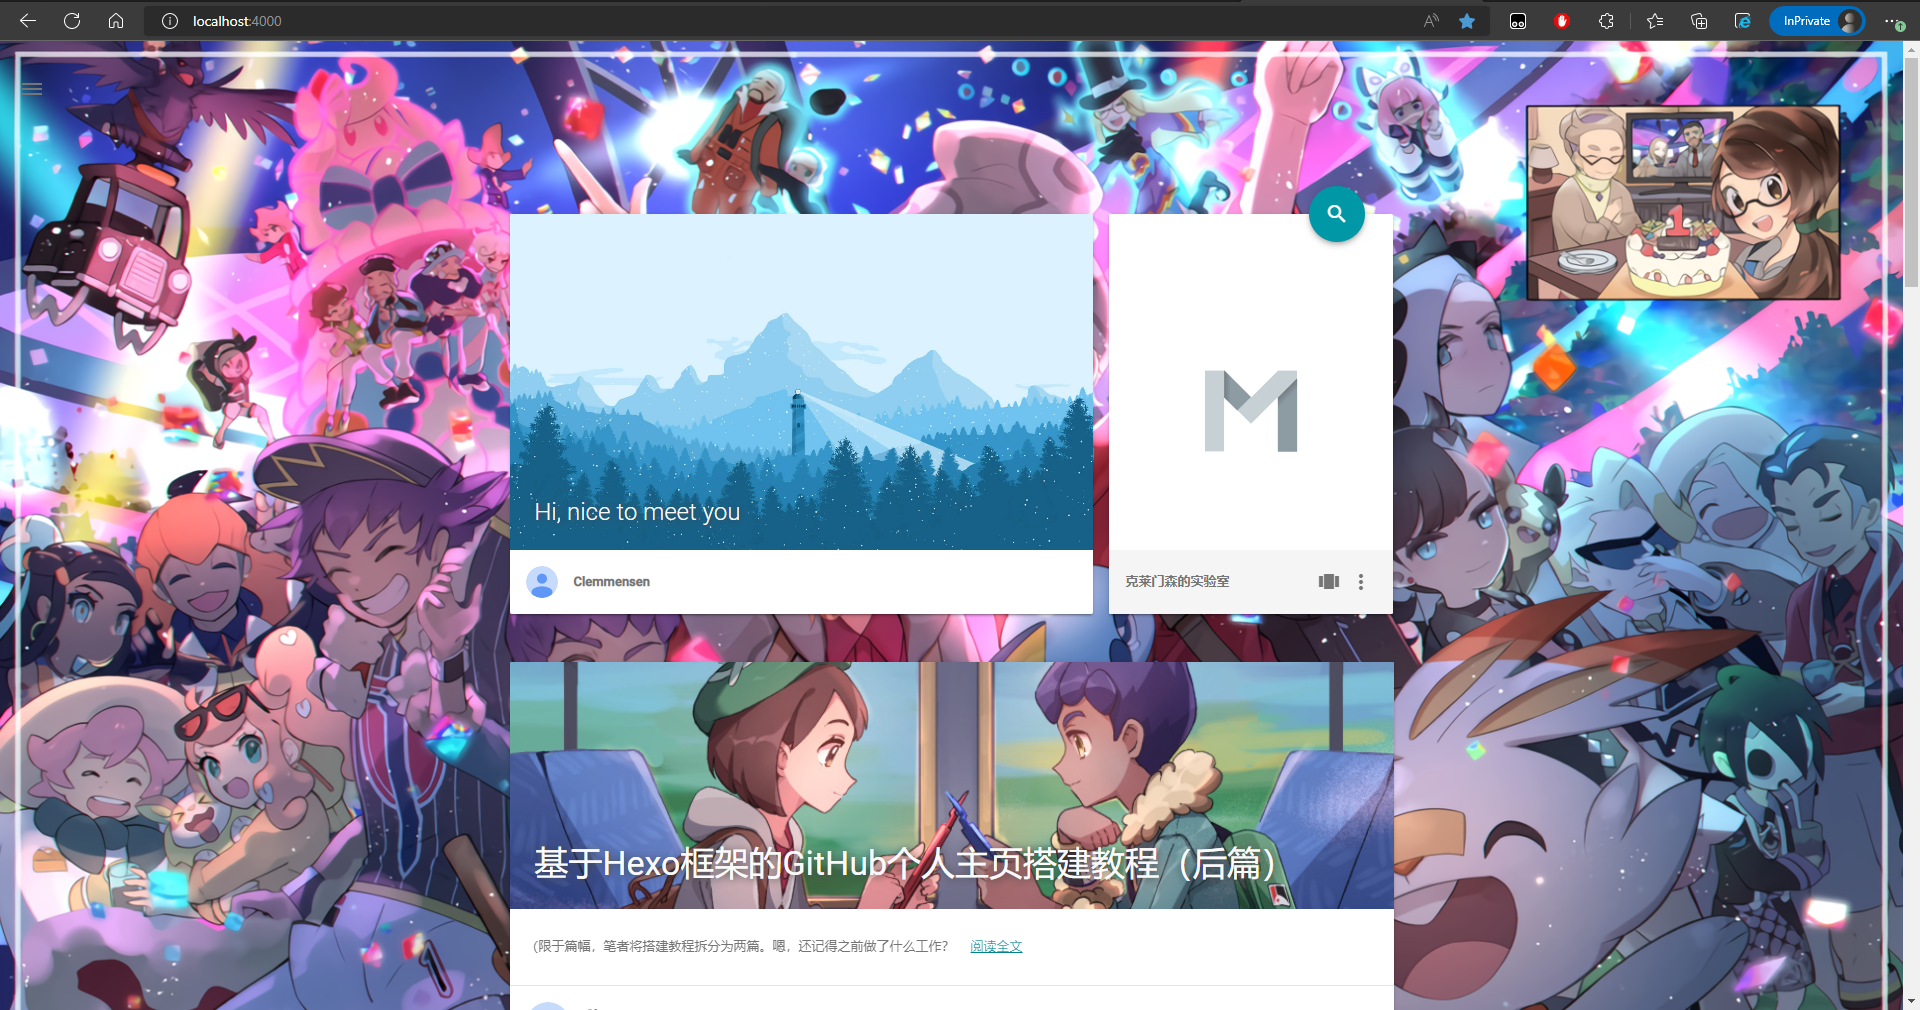 localhost:4000
InPrivate
Hi, nice to meet you
Clemmensen
克莱门森的实验室
基于Hexo框架的GitHub个人主页搭建教程（后篇）
(限于篇幅，笔者将搭建教程拆分为两篇。嗯，还记得之前做了什么工作？ 阅读全文